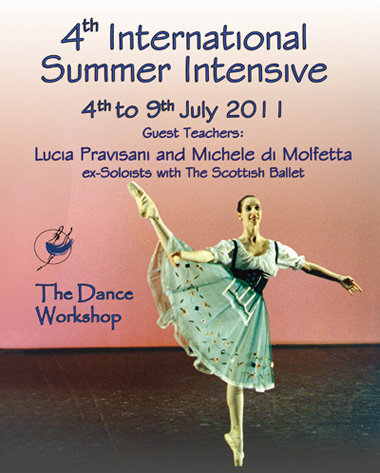 4th International
Summer Intensive
4th to 9th July 2011
Guest Teachers:
Lucia Pravisani and Michele di Molfetta
ex-Soloists with The Scottish Ballet
The Dance
Workshop